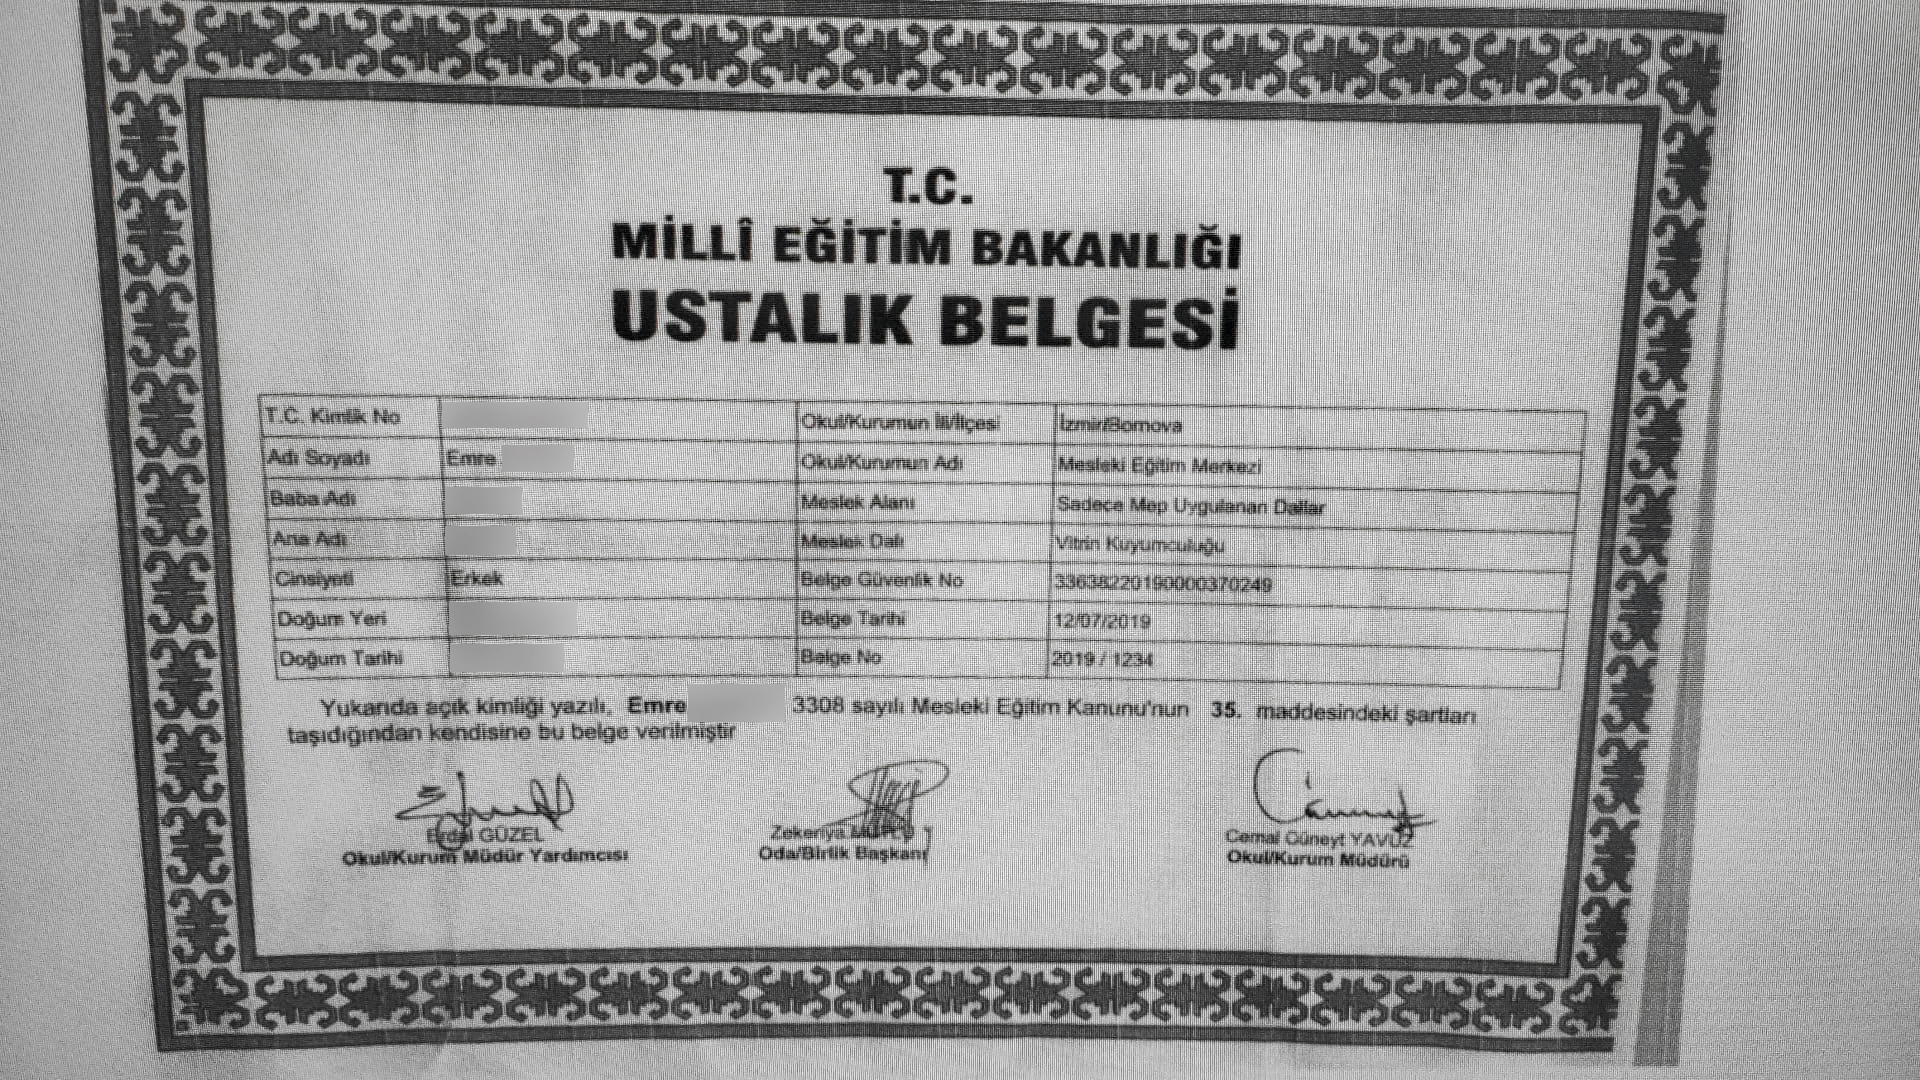 T.C.
MİLLÎ EĞİTİM BAKANLIĞI
USTALIK BELGESİ
T.C. Kimlik No Okul/Kurumun İli/İlçesi İzmir/Bornova
Adı Soyadı Emre Okul/Kurumun Adı Mesleki Eğitim Merkezi
Baba Adı Meslek Alanı Sadece Mep Uygulanan Dallar
Ana Adı Meslek Dalı Vitrin Kuyumculuğu
Cinsiyeti Erkek Belge Güvenlik No 33638220190000370249
Doğum Yeri Belge Tarihi 12/07/2019
Doğum Tarihi Belge No 2019 / 1234
Yukarıda açık kimliği yazılı, Emre 3308 sayılı Mesleki Eğitim Kanunu'nun 35. maddesindeki şartları
taşıdığından kendisine bu belge verilmiştir
Erdal GÜZEL Zekeriya Cemal Güneyt YAVUZ
Okul/Kurum Müdür Yardımcısı Oda/Birlik Başkanı Okul/Kurum Müdürü